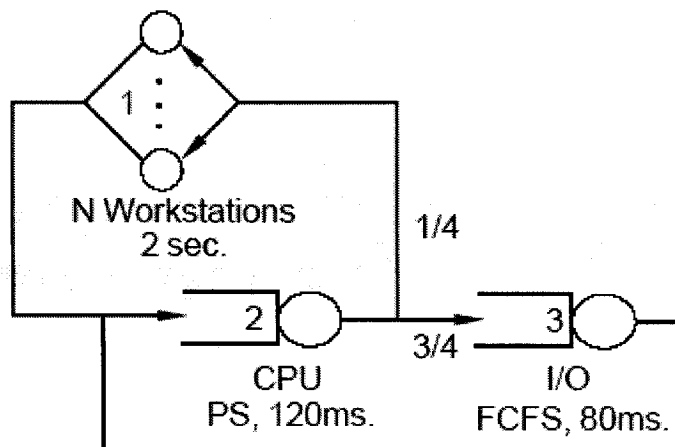 1
N Workstations
2 sec.
1/4
2
3/4
3
CPU
PS, 120ms.
I/O
FCFS, 80ms.